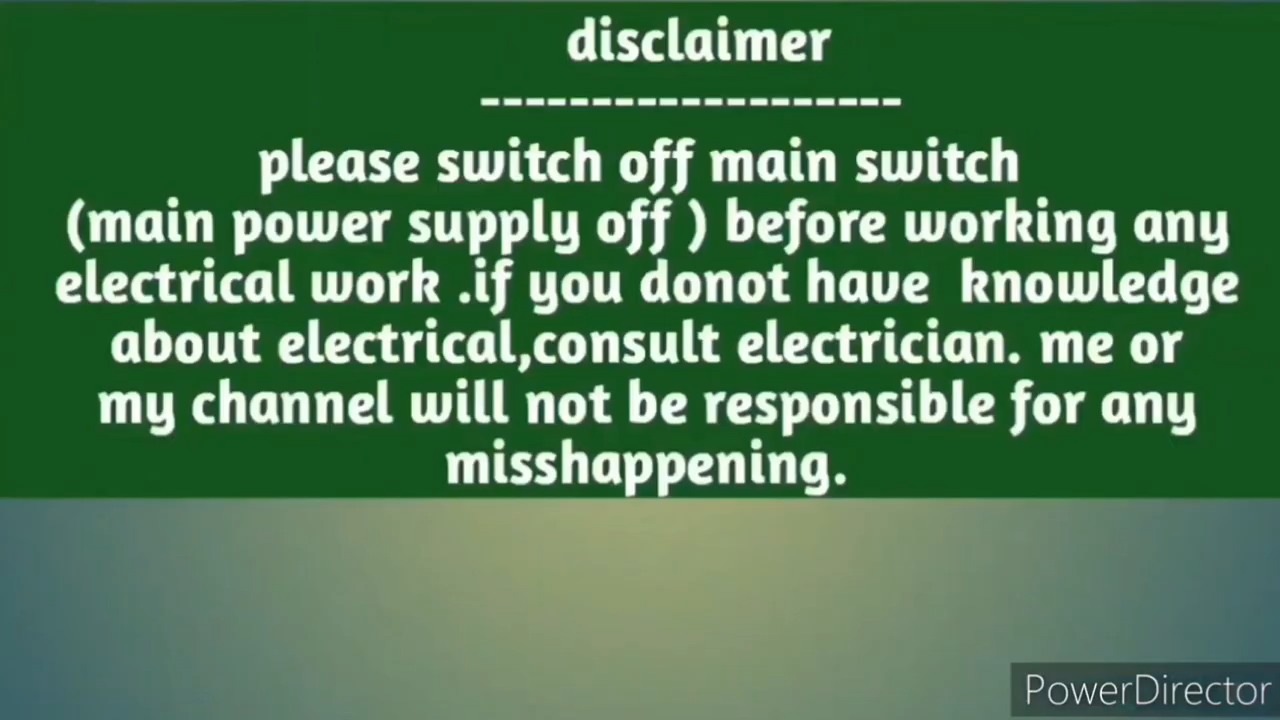 disclaimer
-------------------
please switch off main switch
(main power supply off ) before working any
electrical work .if you donot have  knowledge
about electrical,consult electrician. me or
my channel will not be responsible for any
misshappening.
PowerDirector